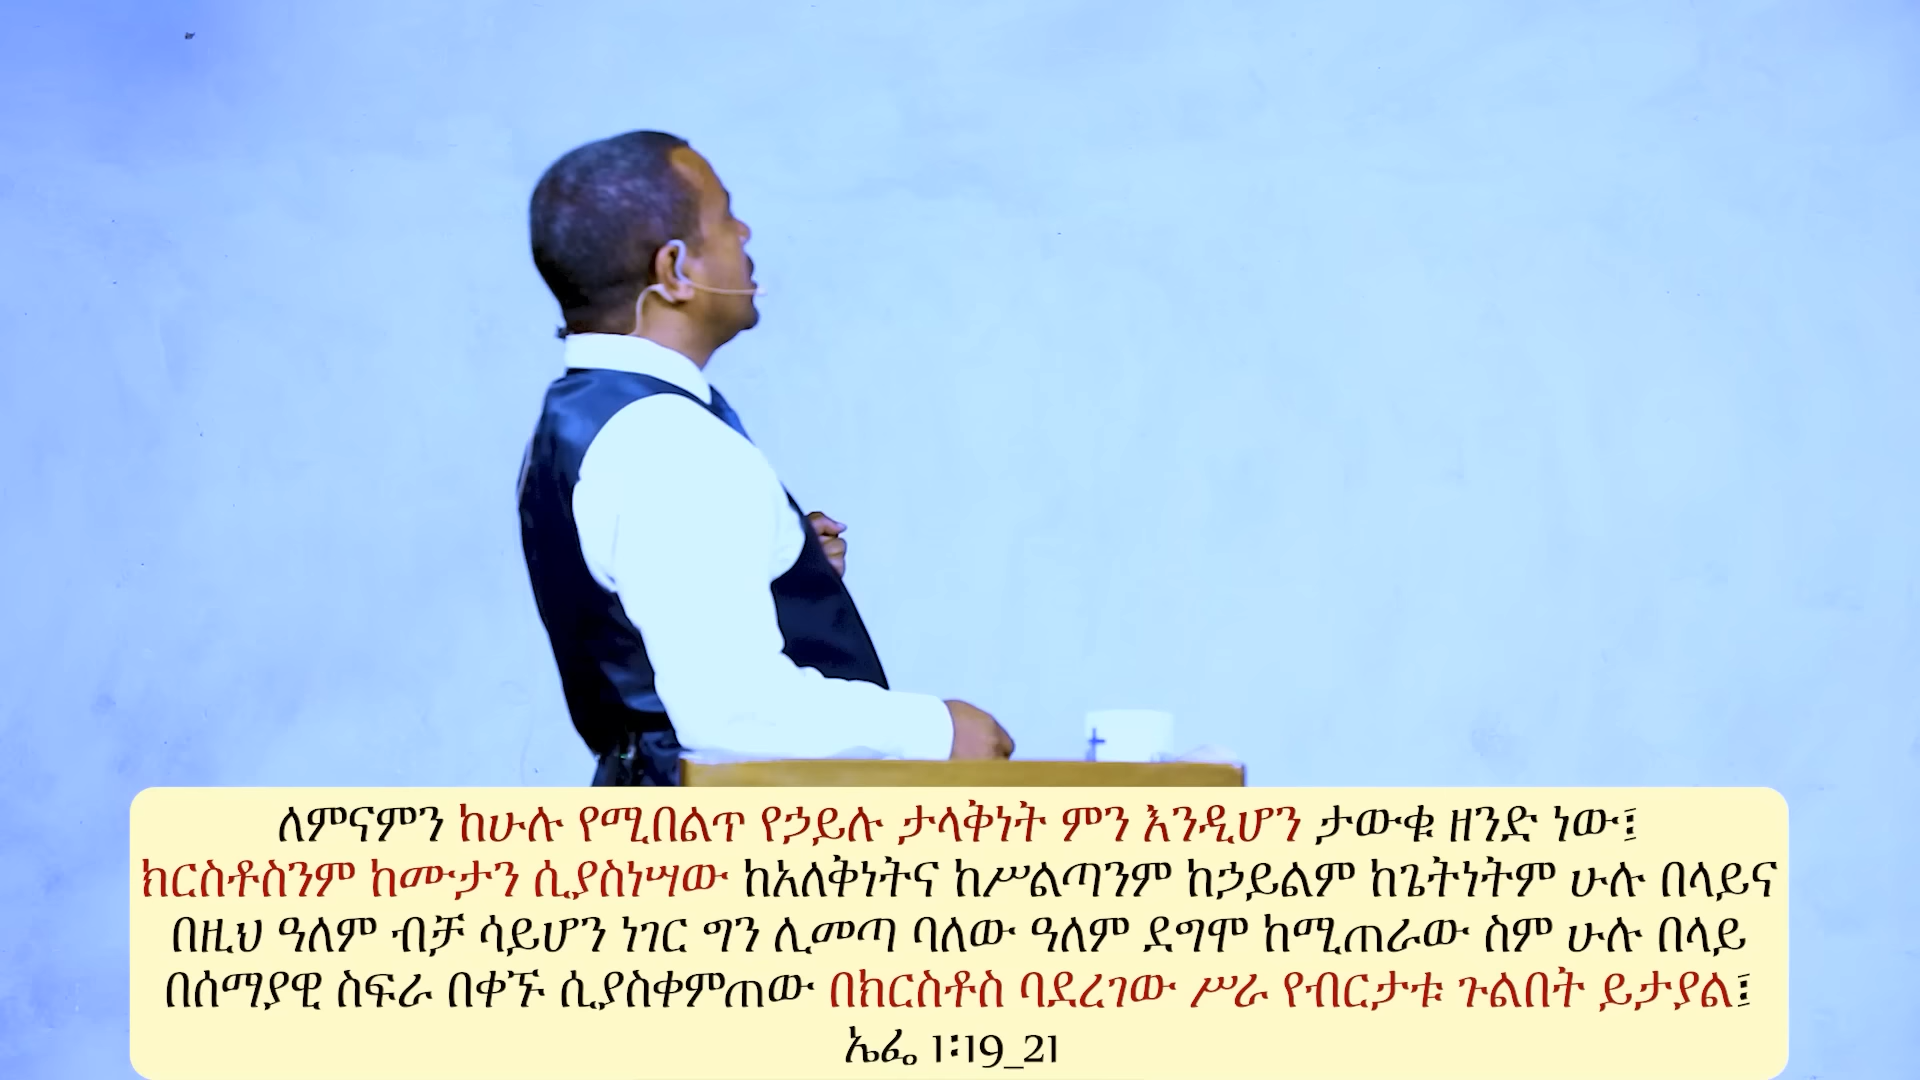 ለምናምን ከሁሉ የሚበልጥ የኃይሉ ታላቅነት ምን እንዲሆን ታውቁ ዘንድ ነው፤
ክርስቶስንም ከሙታን ሲያስነሣው ከአለቅነትና ከሥልጣንም ከኃይልም ከጌትነትም ሁሉ በላይና
በዚህ ዓለም ብቻ ሳይሆን ነገር ግን ሊመጣ ባለው ዓለም ደግሞ ከሚጠራው ስም ሁሉ በላይ
በሰማያዊ ስፍራ በቀኙ ሲያስቀምጠው በክርስቶስ ባደረገው ሥራ የብርታቱ ጉልበት ይታያል፤
ኤፌ 1፡19_21